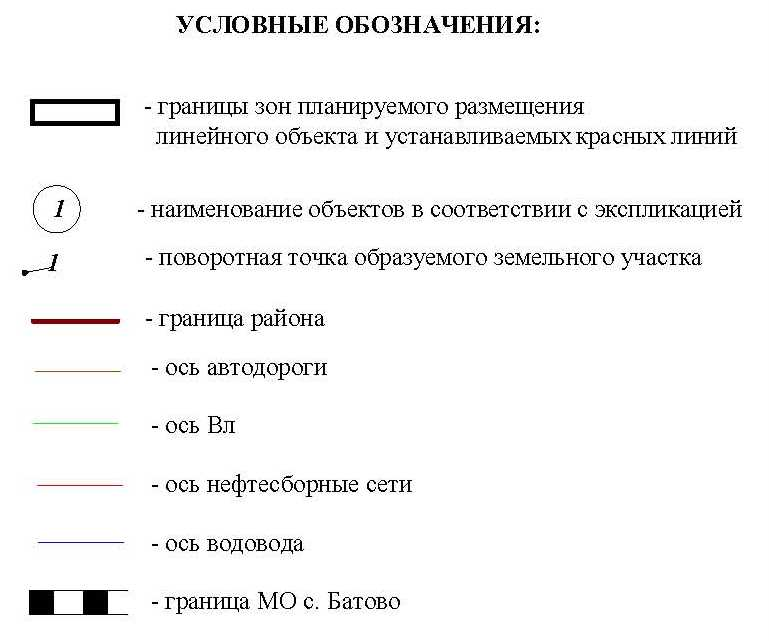 УСЛОВНЫЕ ОБОЗНАЧЕНИЯ:
- границы зон планируемого размещения
линейного объекта и устанавливаемых красных линий
1 - наименование объектов в соответствии с экспликацией
1 - поворотная точка образуемого земельного участка
- граница района
- ось автодороги
- ось Вл
- ось нефтесборные сети
- ось водовода
- граница МО с. Батово